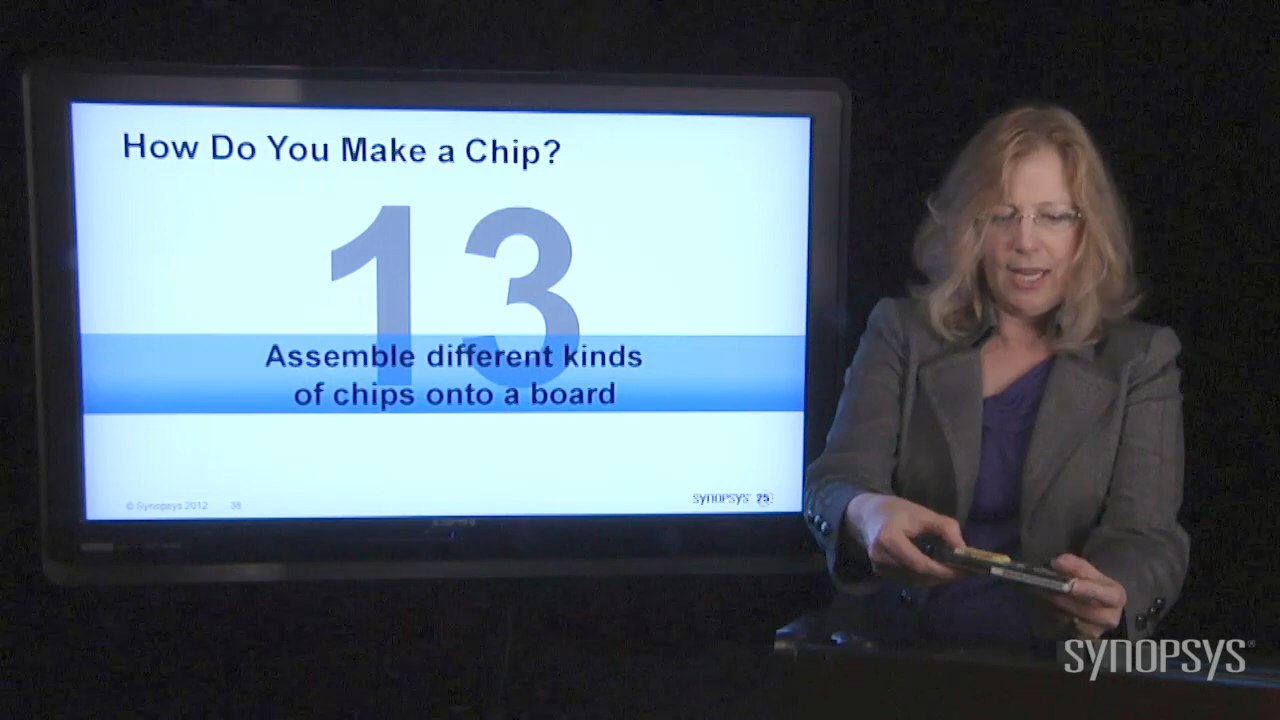 How Do You Make a Chip?
13
Assemble different kinds
of chips onto a board
© Synopsys 2012 38
SYNOPSYS 25
SYNOPSYS®